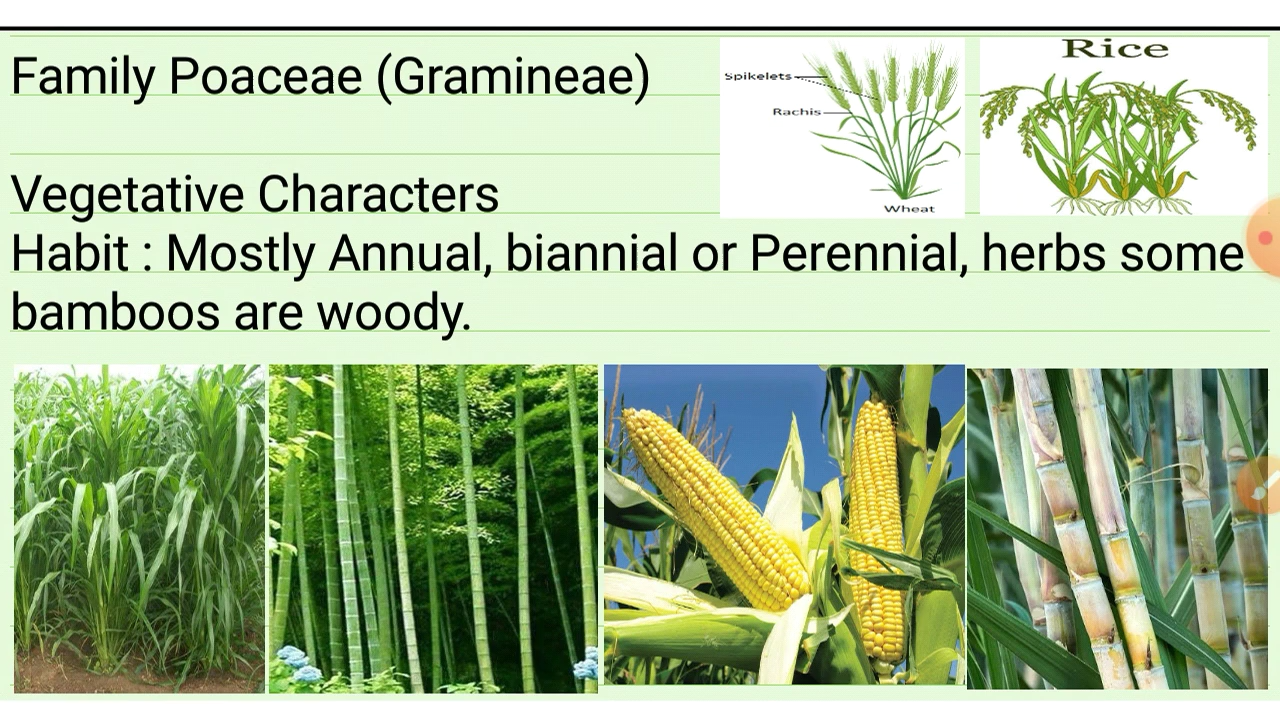 Family Poaceae (Gramineae)
Spikelets
Rachis
Wheat
Rice
Vegetative Characters
Habit : Mostly Annual, biannial or Perennial, herbs some
bamboos are woody.